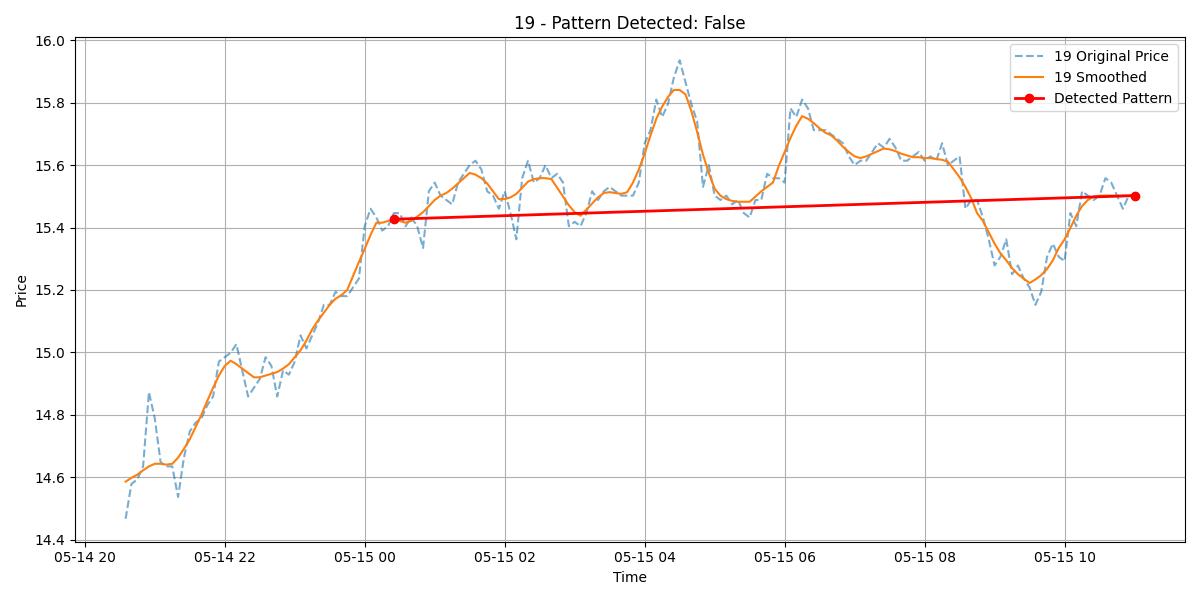 19 - Pattern Detected: False
16.0
15.8
15.6
15.4
15.2
15.0
14.8
14.6
14.4
Price
19 Original Price
19 Smoothed
Detected Pattern
05-14 20
05-14 22
05-15 00
05-15 02
05-15 04
05-15 06
05-15 08
05-15 10
Time